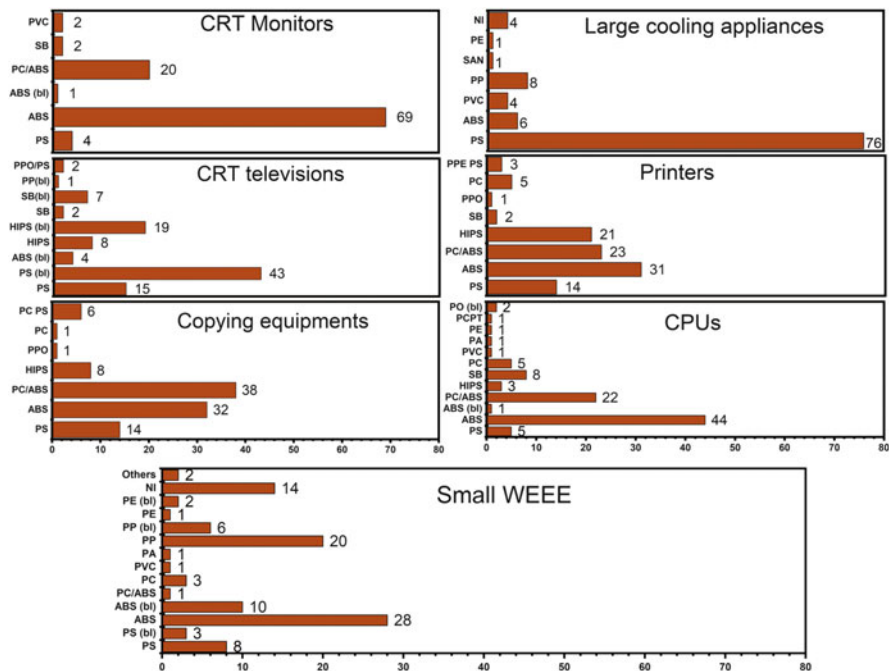 CRT Monitors
PVC 2
SB 2
PC/ABS 20
ABS (bl) 1
ABS 69
PS 4
Large cooling appliances
NI 4
PE 1
SAN 1
PP 8
PVC 4
ABS 6
PS 76
CRT televisions
PPO/PS 2
PP(bl) 1
SB(bl) 7
SB 2
HIPS (bl) 19
HIPS 8
ABS (bl) 4
PS (bl) 43
PS 15
Printers
PPE PS 3
PC 5
PPO 1
SB 2
HIPS 21
PC/ABS 23
ABS 31
PS 14
Copying equipments
PC PS 6
PC 1
PPO 1
HIPS 8
PC/ABS 38
ABS 32
PS 14
0 10 20 30 40 50 60 70 80
CPUs
PO (bl) 2
PCPT 1
PE 1
PA 1
PVC 1
PC 5
SB 8
HIPS 3
PC/ABS 22
ABS (bl) 1
ABS 44
PS 5
0 10 20 30 40 50 60 70 80
Small WEEE
Others 2
NI 14
PE (bl) 2
PE 1
PP (bl) 6
PP 20
PA 1
PVC 1
PC 3
PC/ABS 1
ABS (bl) 10
ABS 28
PS (bl) 3
PS 8
0 10 20 30 40 50 60 70 80